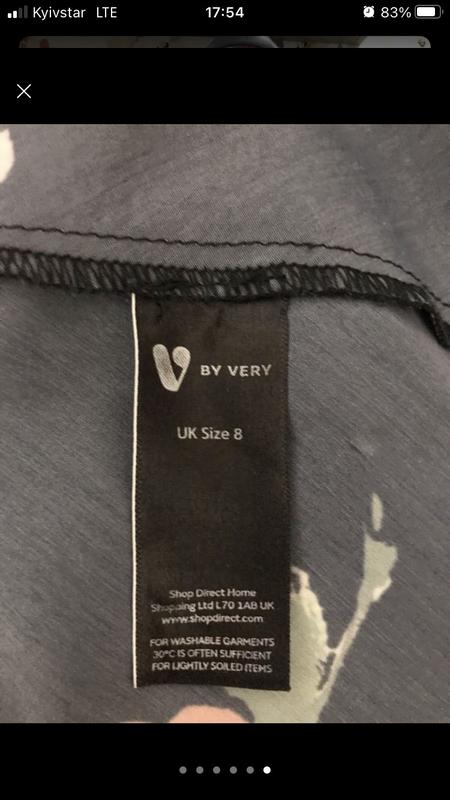 Kyivstar LTE 17:54 83%
V BY VERY
UK Size 8
Shop Direct Home
Shopping Ltd L70 1AB UK
www.shopdirect.com
FOR WASHABLE GARMENTS
30°C IS OFTEN SUFFICIENT
FOR LIGHTLY SOILED ITEMS